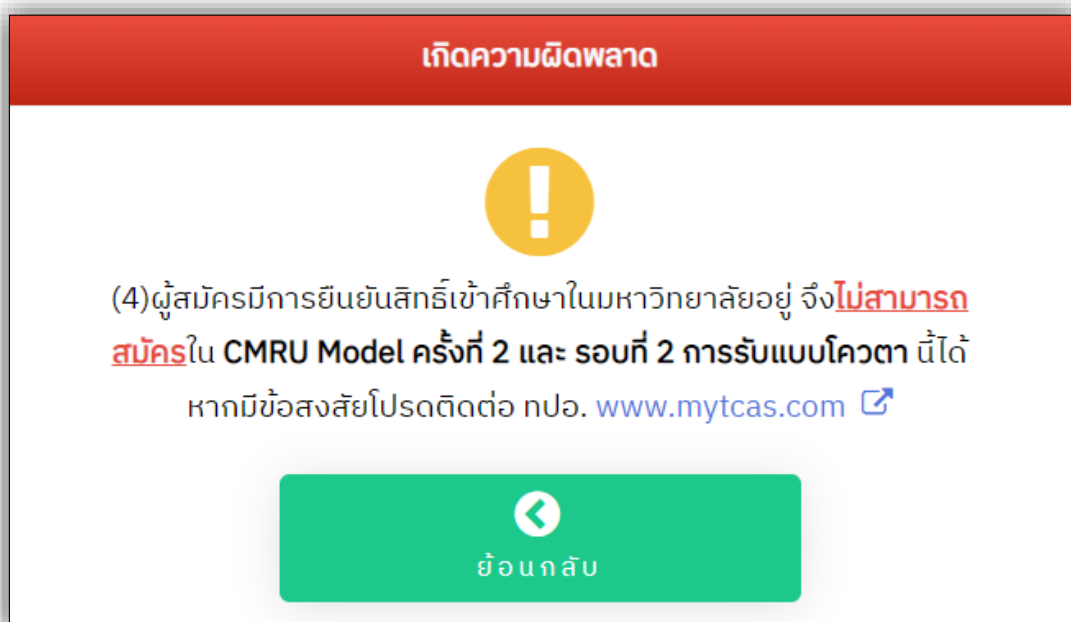 เกิดความผิดพลาด
(4)ผู้สมัครมีการยืนยันสิทธิ์เข้าศึกษาในมหาวิทยาลัยอยู่ จึงไม่สามารถ
สมัครใน CMRU Model ครั้งที่ 2 และ รอบที่ 2 การรับแบบโควตา นี้ได้
หากมีข้อสงสัยโปรดติดต่อ ทปอ. www.mytcas.com
ย้อนกลับ